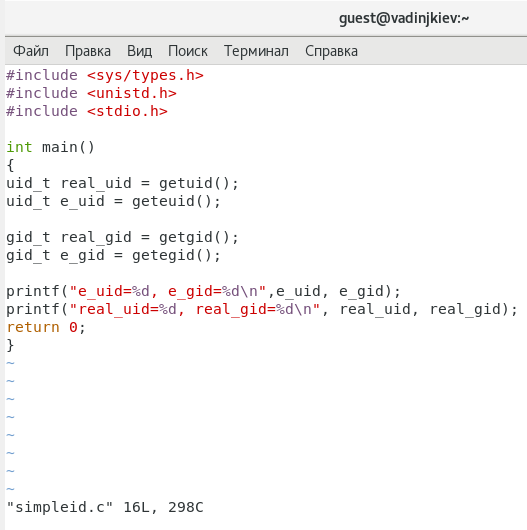 guest@vadinjkiev:~
Файл Правка Вид Поиск Терминал Справка
#include <sys/types.h>
#include <unistd.h>
#include <stdio.h>
int main()
{
uid_t real_uid = getuid();
uid_t e_uid = geteuid();
gid_t real_gid = getgid();
gid_t e_gid = getegid();
printf("e_uid=%d, e_gid=%d\n",e_uid, e_gid);
printf("real_uid=%d, real_gid=%d\n", real_uid, real_gid);
return 0;
}
~
~
~
~
~
~
~
~
"simpleid.c" 16L, 298C